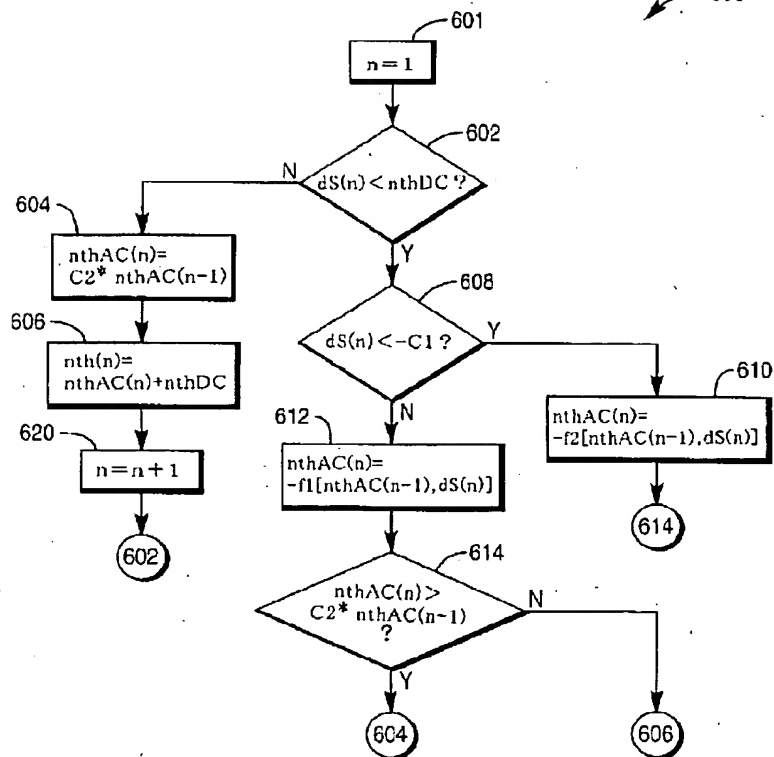 601
n=1
602
dS(n)<nthDC?
N
Y
604
nthAC(n)=
C2* nthAC(n-1)
606
nth(n)=
nthAC(n)+nthDC
620
n=n+1
602
608
dS(n)<-C1?
Y
N
610
nthAC(n)=
-f2[nthAC(n-1),dS(n)]
614
612
nthAC(n)=
-f1[nthAC(n-1),dS(n)]
614
nthAC(n)>
C2* nthAC(n-1)
?
N
Y
604
606